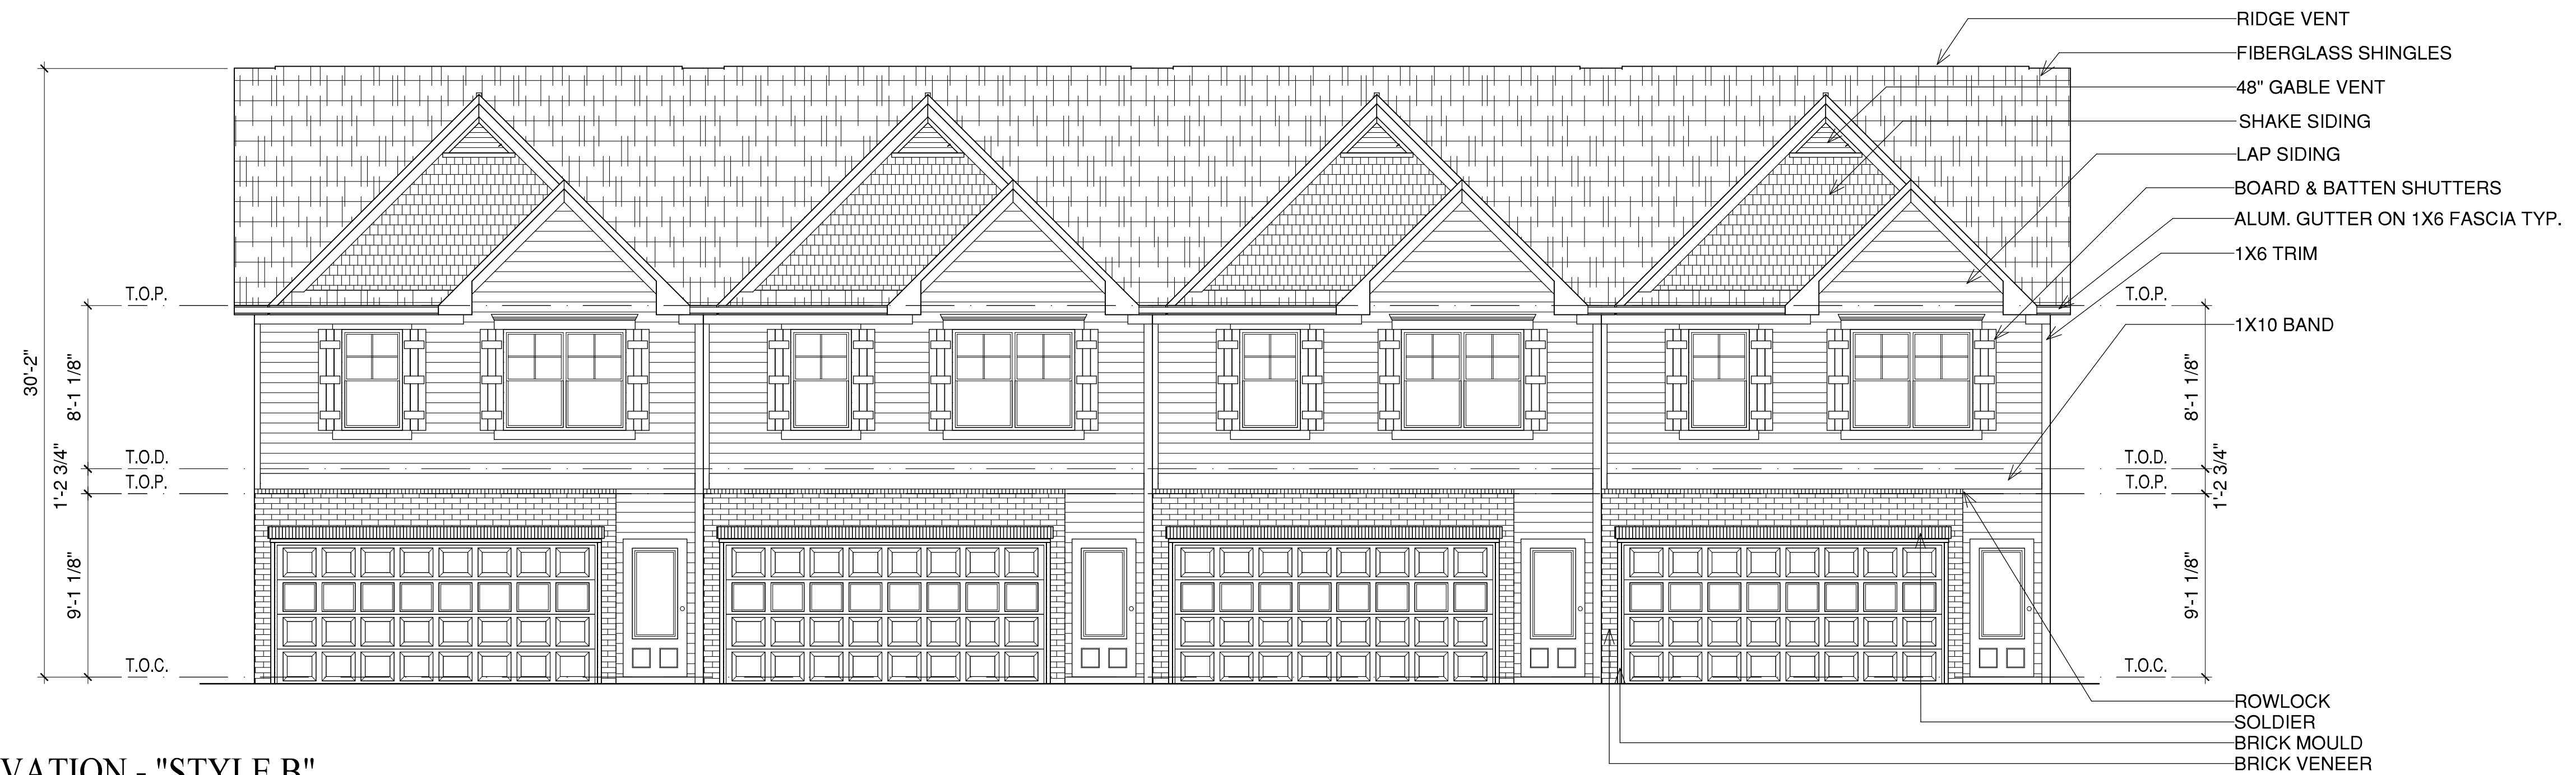 RIDGE VENT
FIBERGLASS SHINGLES
48" GABLE VENT
SHAKE SIDING
LAP SIDING
BOARD & BATTEN SHUTTERS
ALUM. GUTTER ON 1X6 FASCIA TYP.
1X6 TRIM
1X10 BAND
T.O.P.
T.O.P.
30'-2"
8'-1 1/8"
8'-1 1/8"
T.O.D.
T.O.D.
1'-2 3/4"
1'-2 3/4"
T.O.P.
T.O.P.
9'-1 1/8"
9'-1 1/8"
T.O.C.
T.O.C.
ROWLOCK
SOLDIER
BRICK MOULD
BRICK VENEER
VATION - "STYLE B"